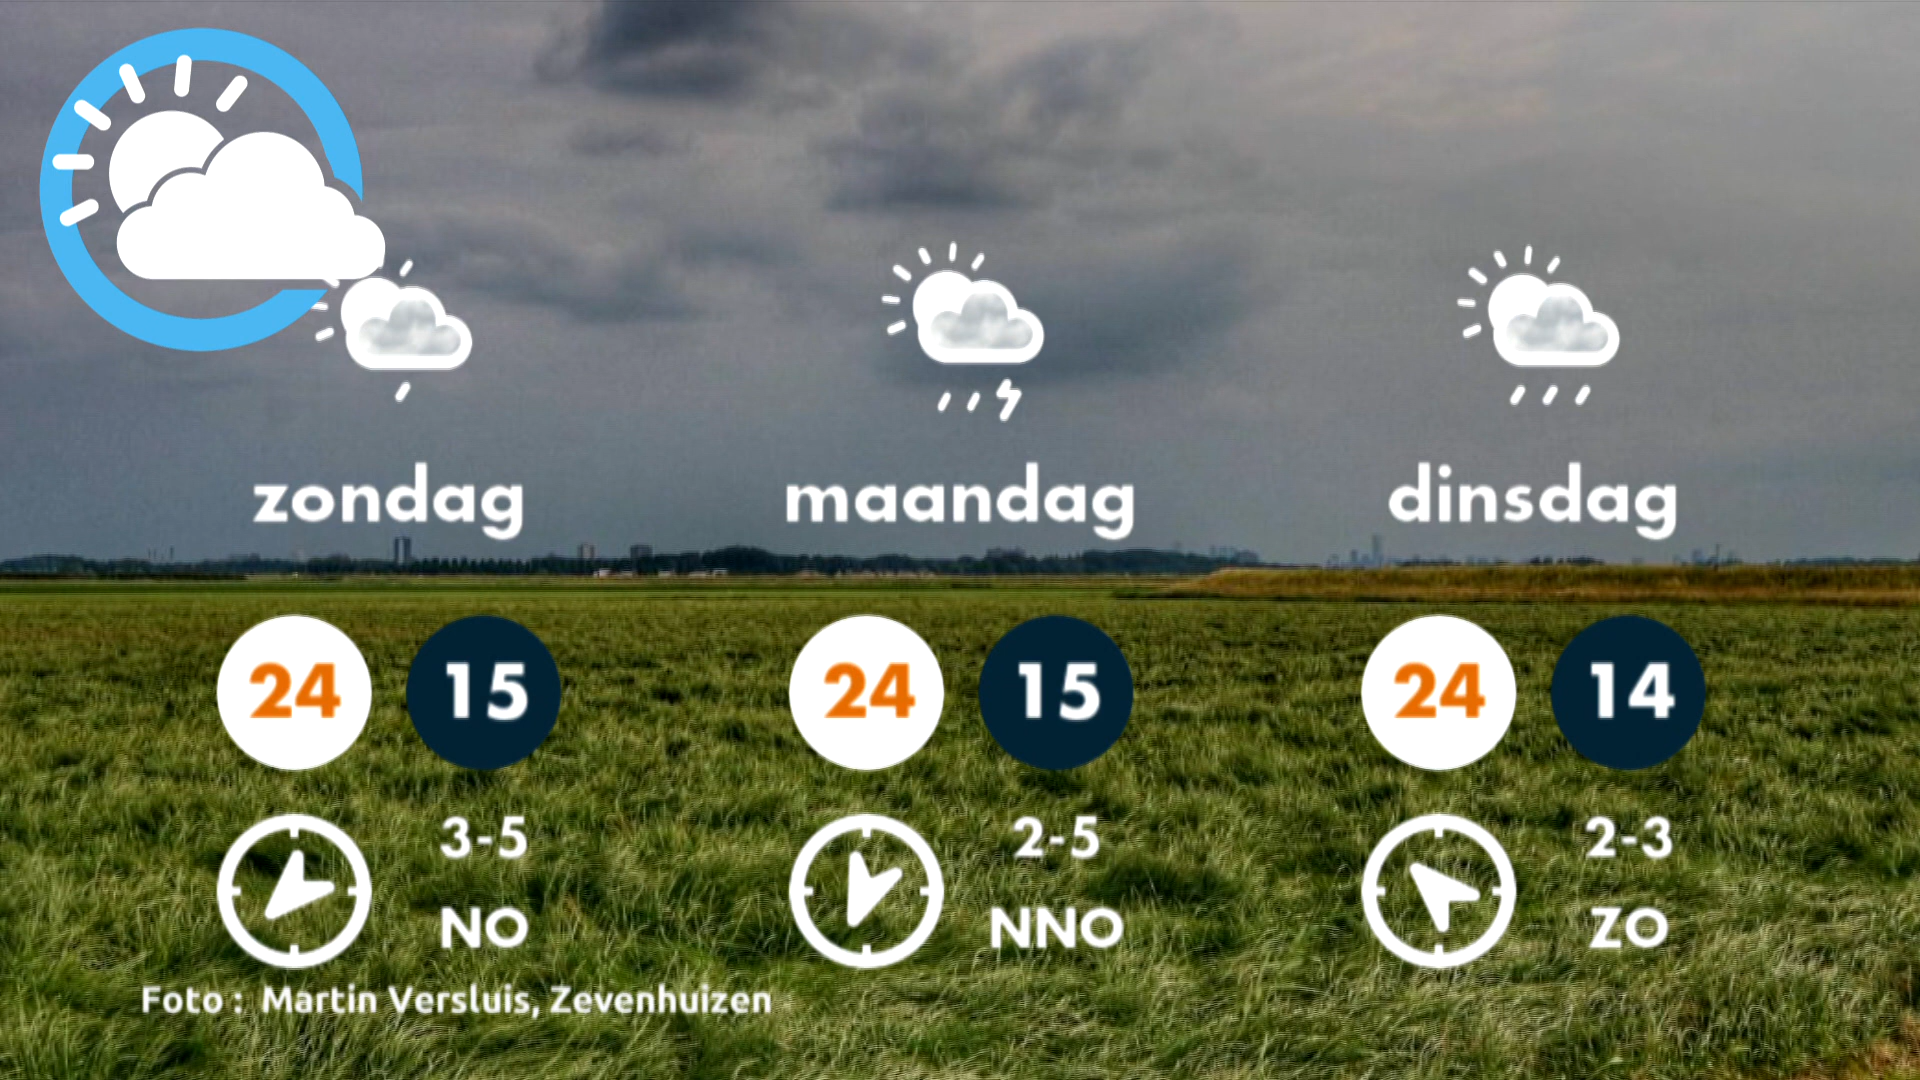 zondag maandag dinsdag
24 15 24 15 24 14
3-5 2-5 2-3
NO NNO ZO
Foto : Martin Versluis, Zevenhuizen